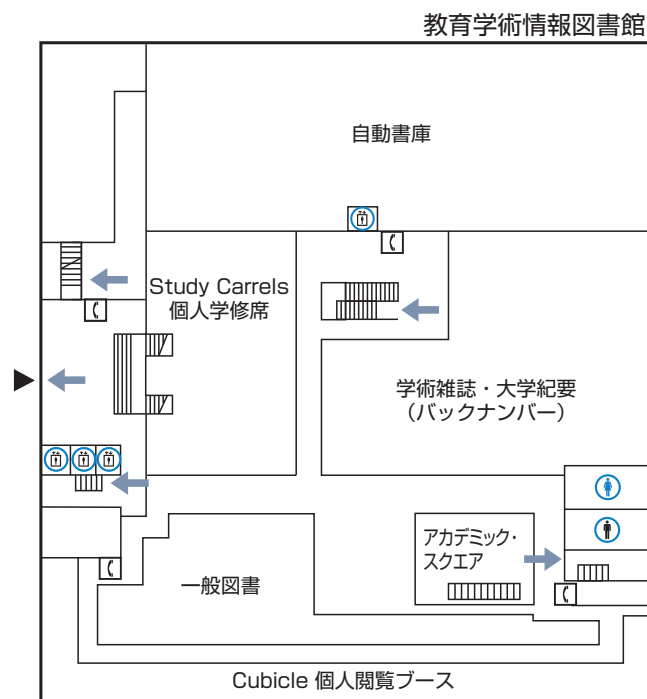 教育学術情報図書館
自動書庫
Study Carrels
個人学修席
学術雑誌・大学紀要
（バックナンバー）
アカデミック・
スクエア
一般図書
Cubicle 個人閲覧ブース